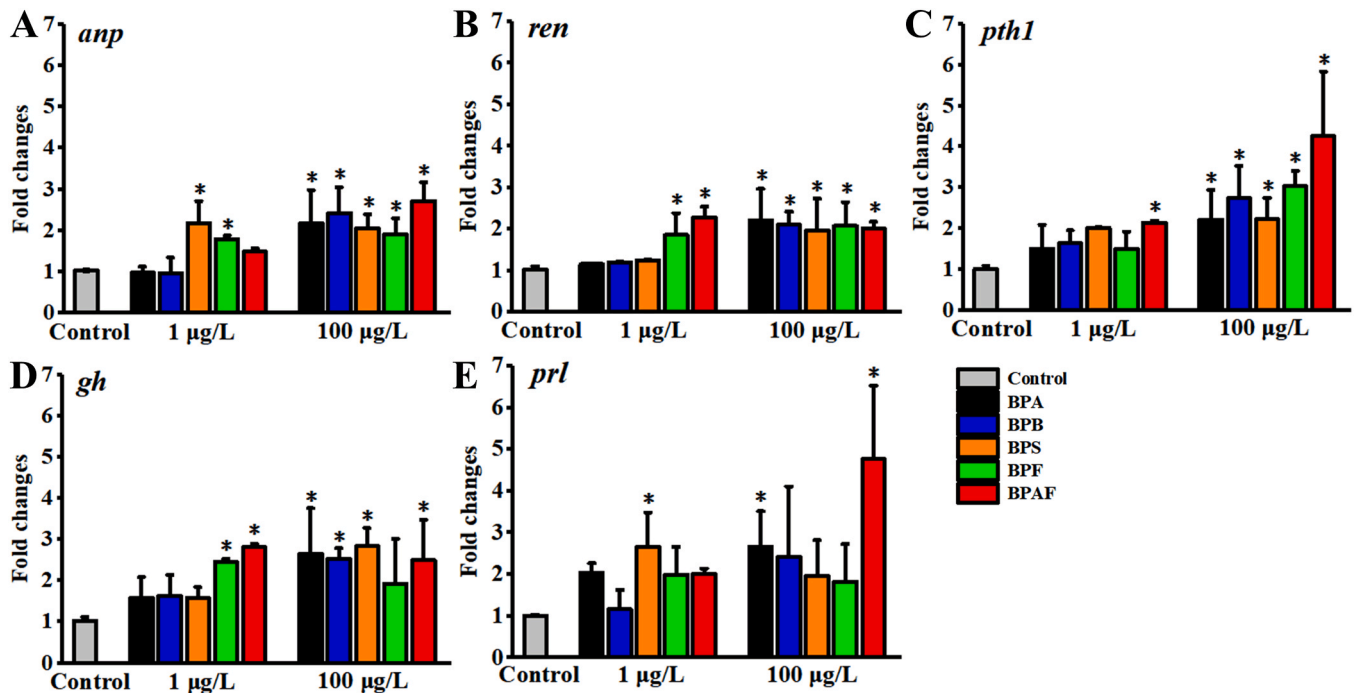 A anp
7
6
5
4
3
2
1
0
Fold changes
* * * * * * *
Control 1 μg/L 100 μg/L
B ren
7
6
5
4
3
2
1
0
Fold changes
* * * * * * *
Control 1 μg/L 100 μg/L
C pth1
7
6
5
4
3
2
1
0
Fold changes
* * * * * *
Control 1 μg/L 100 μg/L
D gh
7
6
5
4
3
2
1
0
Fold changes
* * * * * *
Control 1 μg/L 100 μg/L
E prl
7
6
5
4
3
2
1
0
Fold changes
* * *
Control 1 μg/L 100 μg/L
Control
BPA
BPB
BPS
BPF
BPAF